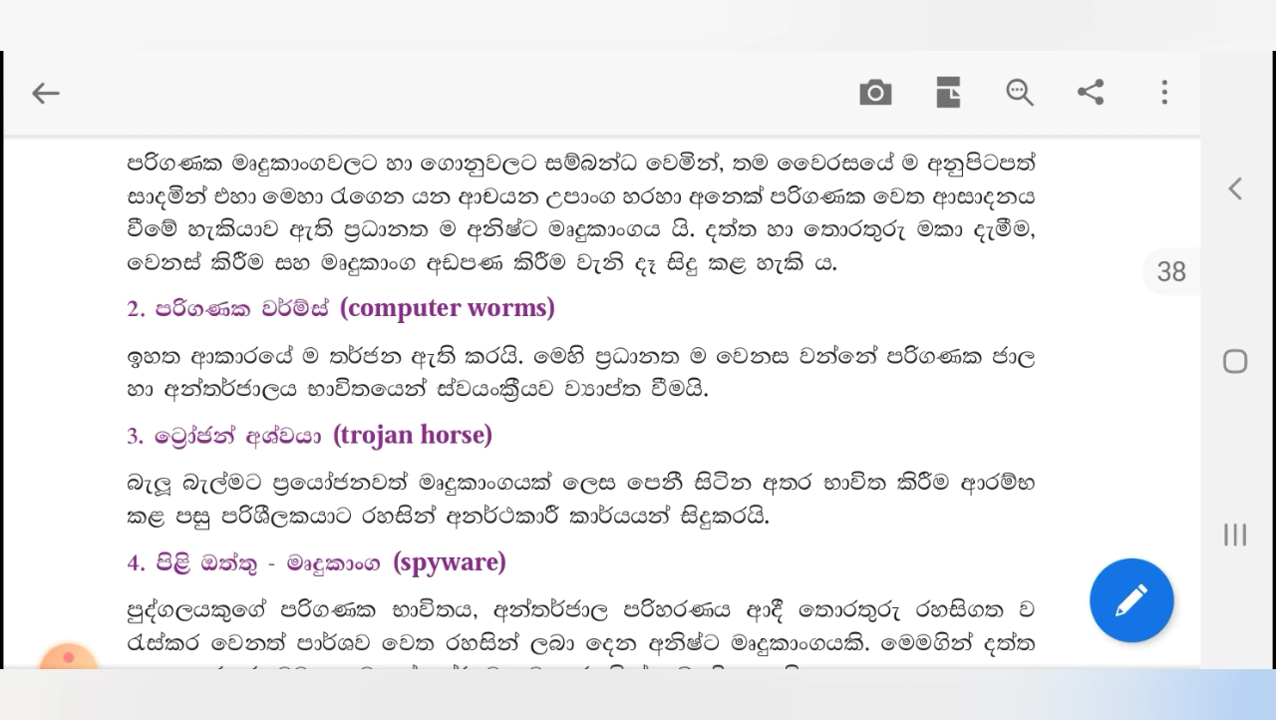 පරිගණක මෘදුකාංගවලට හා ගොනුවලට සම්බන්ධ වෙමින්, තම වෛරසයේ ම අනුපිටපත්
සාදමින් එහා මෙහා රැගෙන යන ආචයන උපාංග හරහා අනෙක් පරිගණක වෙත ආසාදනය
වීමේ හැකියාව ඇති ප්‍රධානත ම අනිෂ්ට මෘදුකාංගය යි. දත්ත හා තොරතුරු මකා දැමීම,
වෙනස් කිරීම සහ මෘදුකාංග අඩපණ කිරීම වැනි දෑ සිදු කළ හැකි ය.
38
2. පරිගණක වර්ම්ස් (computer worms)
ඉහත ආකාරයේ ම තර්ජන ඇති කරයි. මෙහි ප්‍රධානත ම වෙනස වන්නේ පරිගණක ජාල
හා අන්තර්ජාලය භාවිතයෙන් ස්වයංක්‍රීයව ව්‍යාප්ත වීමයි.
3. ට්‍රෝජන් අශ්වයා (trojan horse)
බැලූ බැල්මට ප්‍රයෝජනවත් මෘදුකාංගයක් ලෙස පෙනී සිටින අතර භාවිත කිරීම ආරම්භ
කළ පසු පරිශීලකයාට රහසින් අනර්ථකාරී කාර්යයන් සිදුකරයි.
4. පිළි ඔත්තු - මෘදුකාංග (spyware)
පුද්ගලයකුගේ පරිගණක භාවිතය, අන්තර්ජාල පරිහරණය ආදී තොරතුරු රහසිගත ව
රැස්කර වෙනත් පාර්ශව වෙත රහසින් ලබා දෙන අනිෂ්ට මෘදුකාංගයකි. මෙමගින් දත්ත